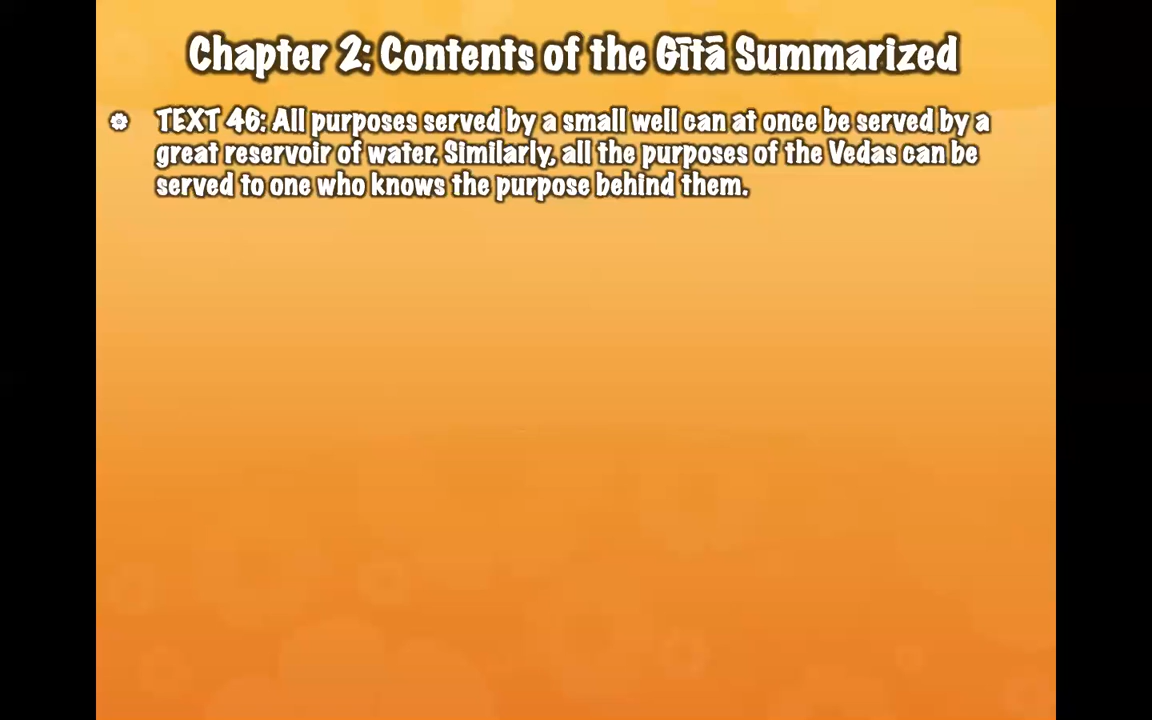 Chapter 2: Contents of the Gītā Summarized
TEXT 46: All purposes served by a small well can at once be served by a
great reservoir of water. Similarly, all the purposes of the Vedas can be
served to one who knows the purpose behind them.